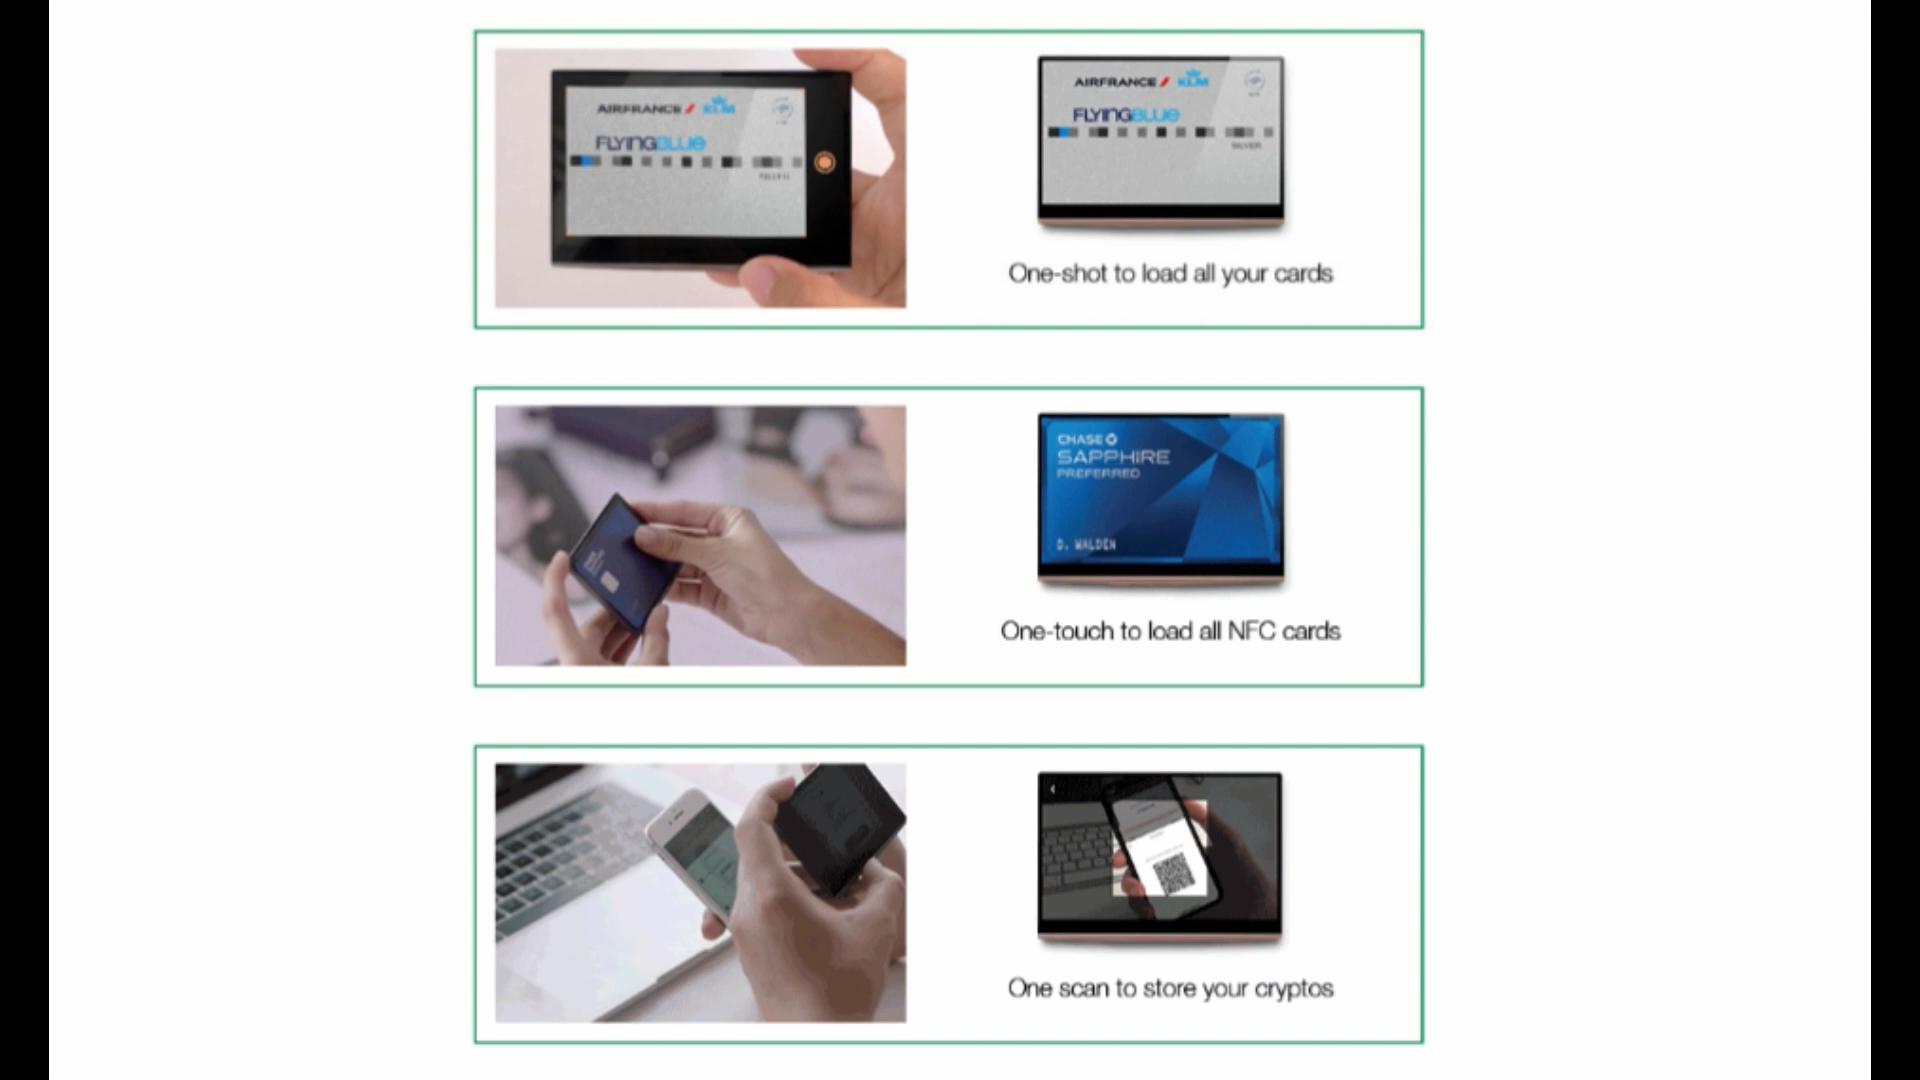 AIRFRANCE KLM
FLYINGBLUE
AIRFRANCE KLM
FLYINGBLUE
SILVER
One-shot to load all your cards
CHASE
SAPPHIRE
PREFERRED
D. WALDEN
One-touch to load all NFC cards
One scan to store your cryptos